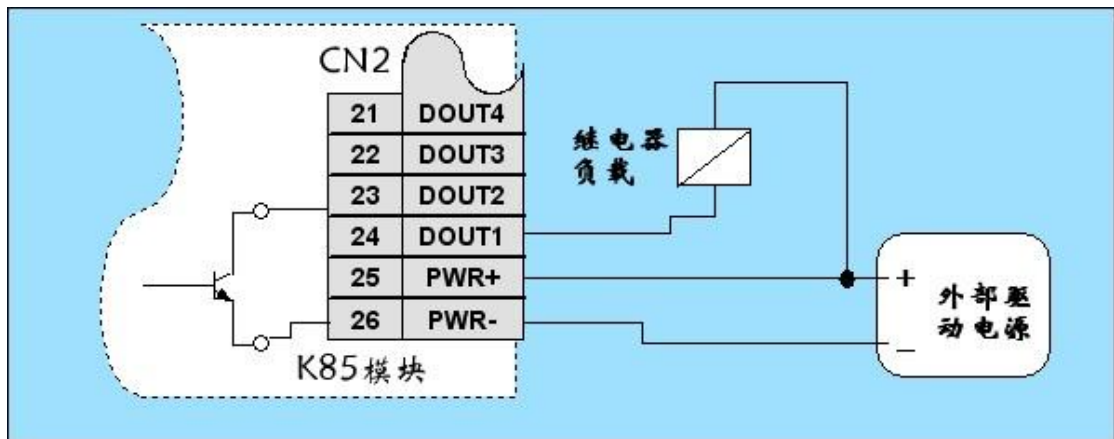 CN2
21 DOUT4
22 DOUT3
23 DOUT2
24 DOUT1
25 PWR+
26 PWR-
K85模块
继电器
负载
+
外部驱
动电源
-